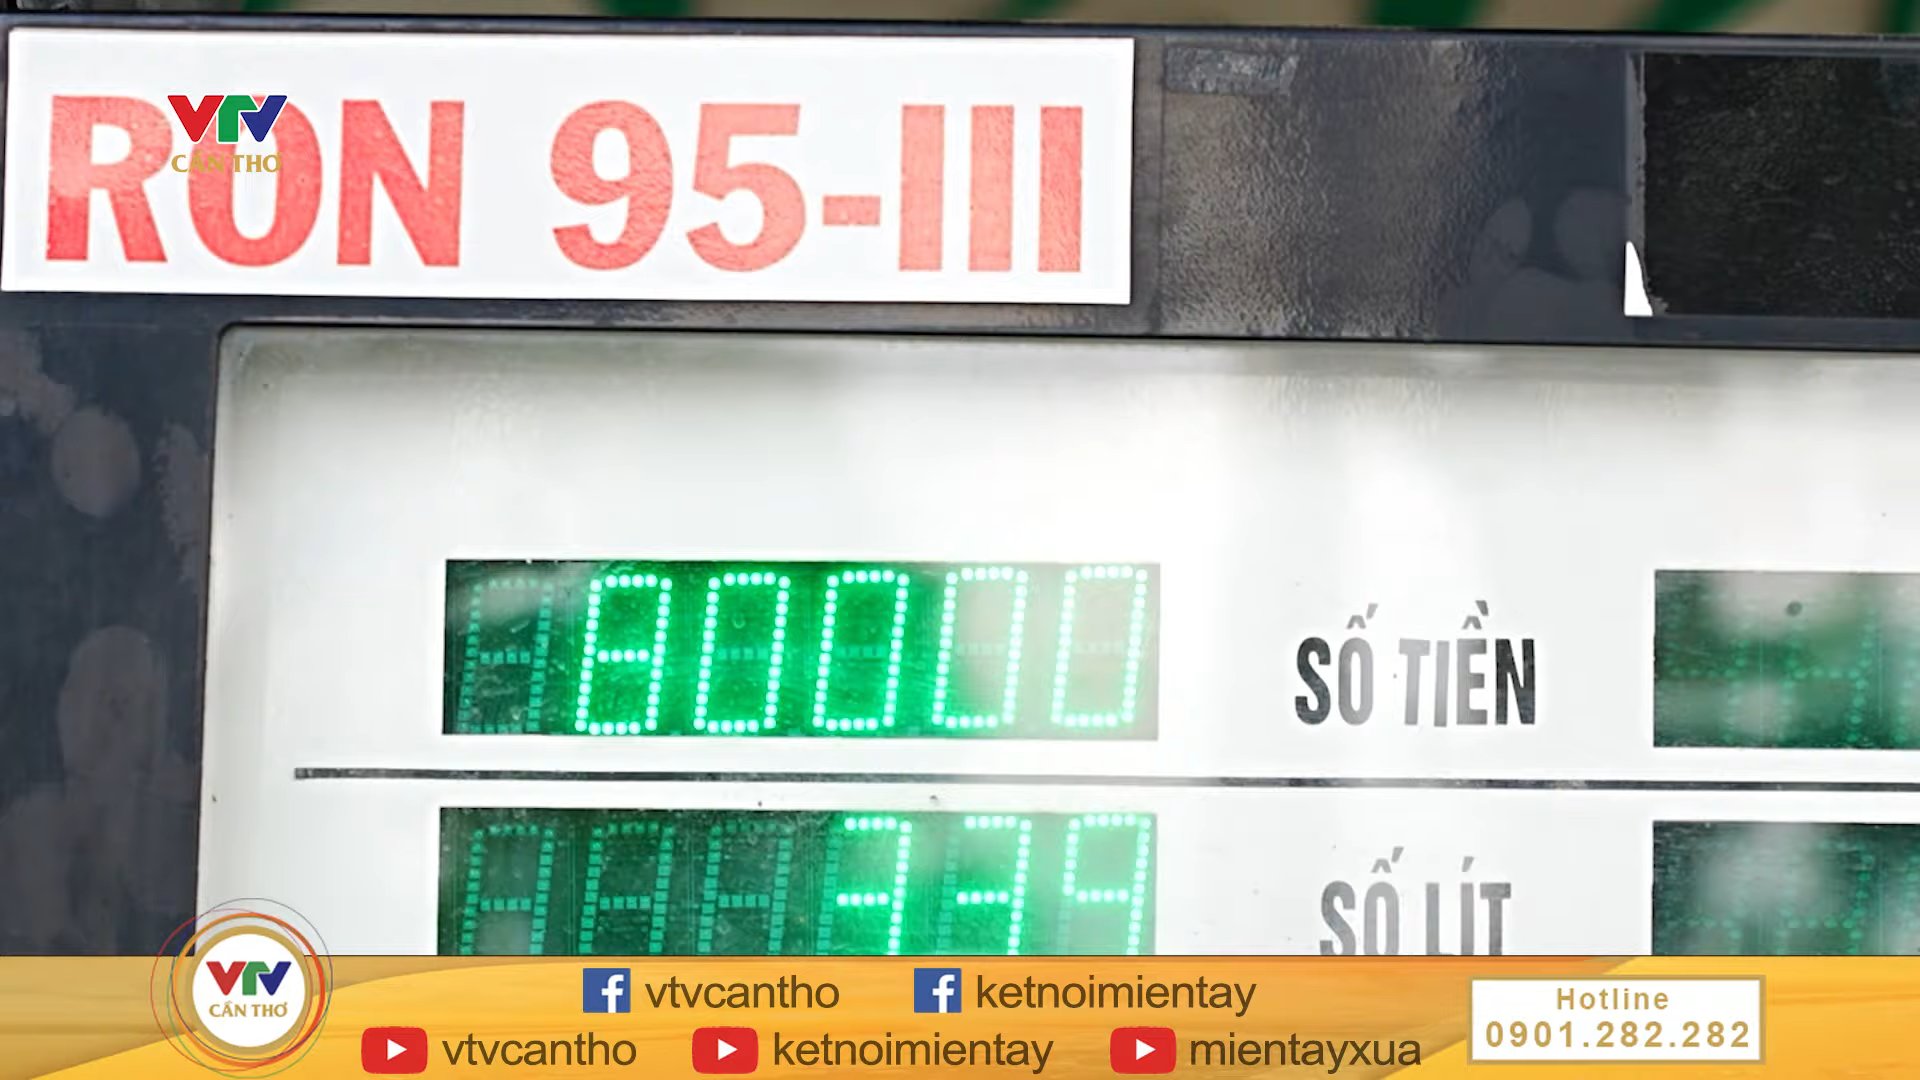 RON 95-III
VTV
CẦN THƠ
80000
SỐ TIỀN
339
SỐ LÍT
VTV
CẦN THƠ
vtvcantho
ketnoimientay
vtvcantho
ketnoimientay
mientayxua
Hotline
0901.282.282